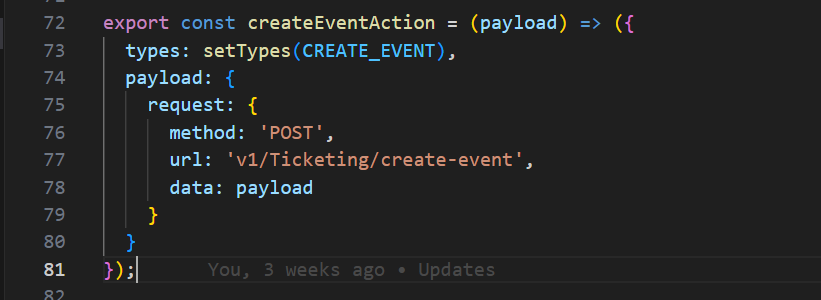 72 export const createEventAction = (payload) => ({
73 types: setTypes(CREATE_EVENT),
74 payload: {
75 request: {
76 method: 'POST',
77 url: 'v1/Ticketing/create-event',
78 data: payload
79 }
80 }
81 }); You, 3 weeks ago • Updates
82